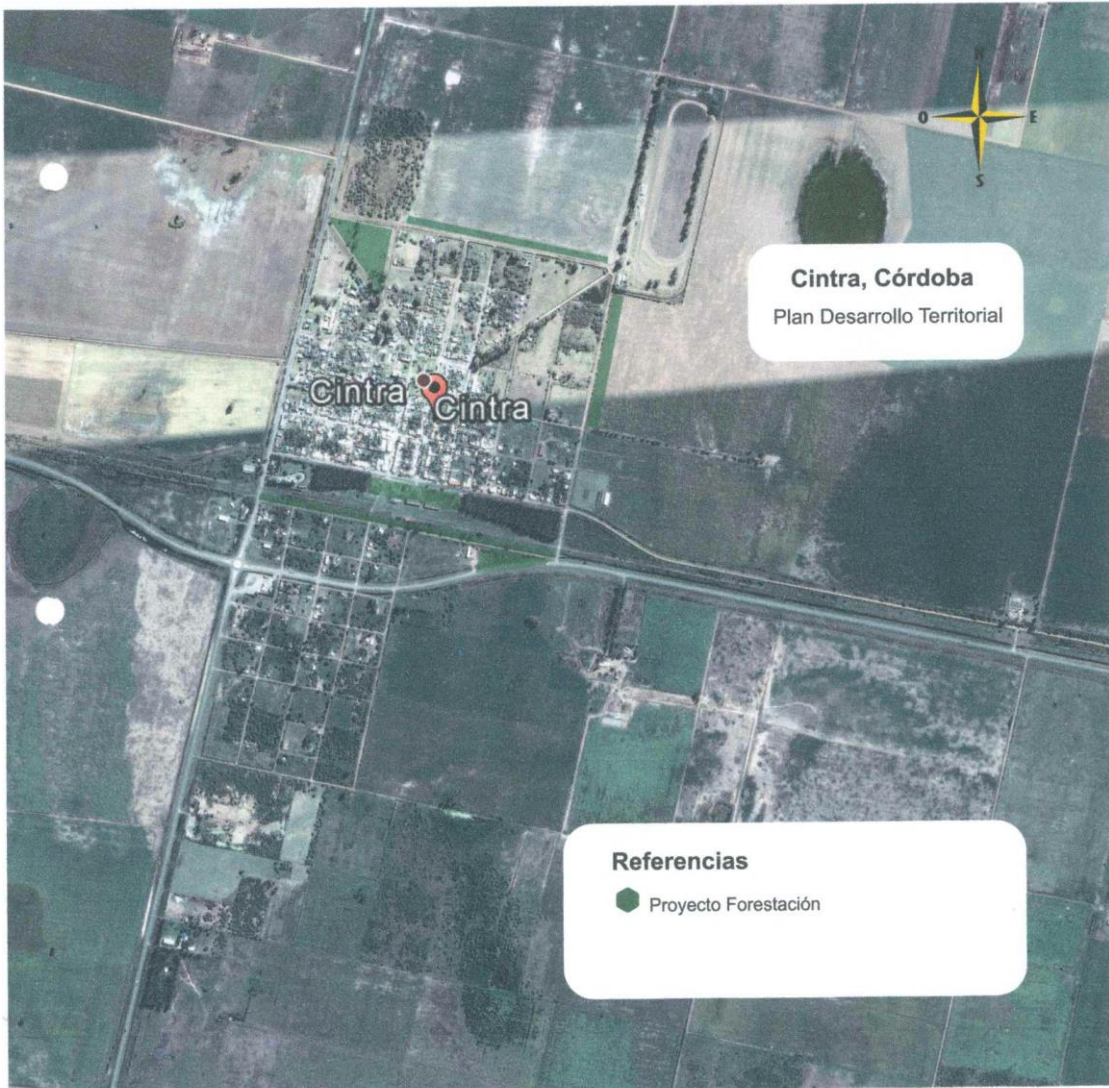 N
O E
S
Cintra, Córdoba
Plan Desarrollo Territorial
Cintra
Cintra
Referencias
Proyecto Forestación